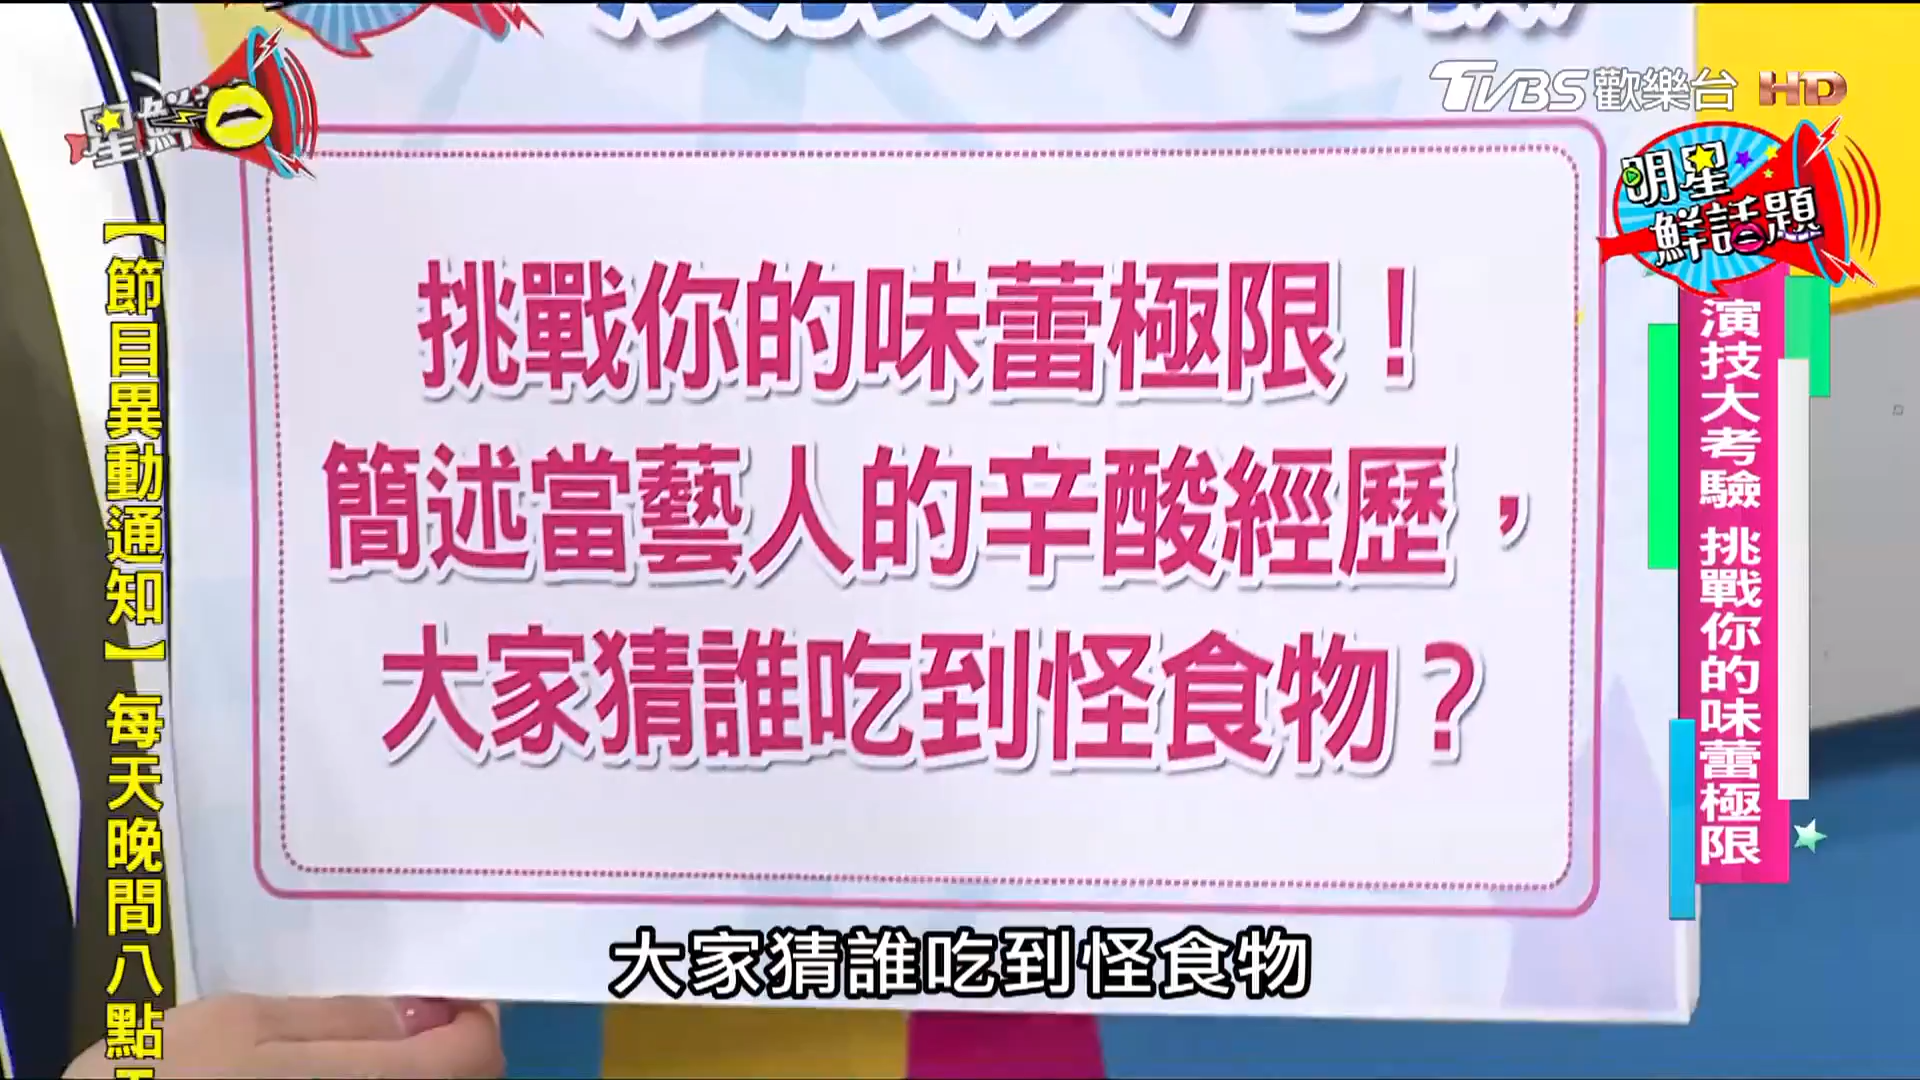 星鮮
TVBS歡樂台 HD
明星
鮮話題
挑戰你的味蕾極限！
簡述當藝人的辛酸經歷，
大家猜誰吃到怪食物？
【節目異動通知】每天晚間八點
演技大考驗 挑戰你的味蕾極限
大家猜誰吃到怪食物